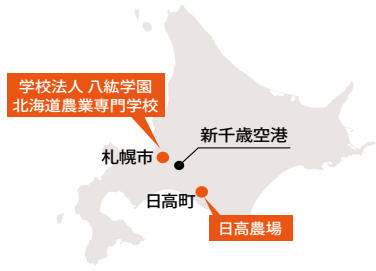 学校法人 八紘学園
北海道農業専門学校
新千歳空港
札幌市
日高町
日高農場